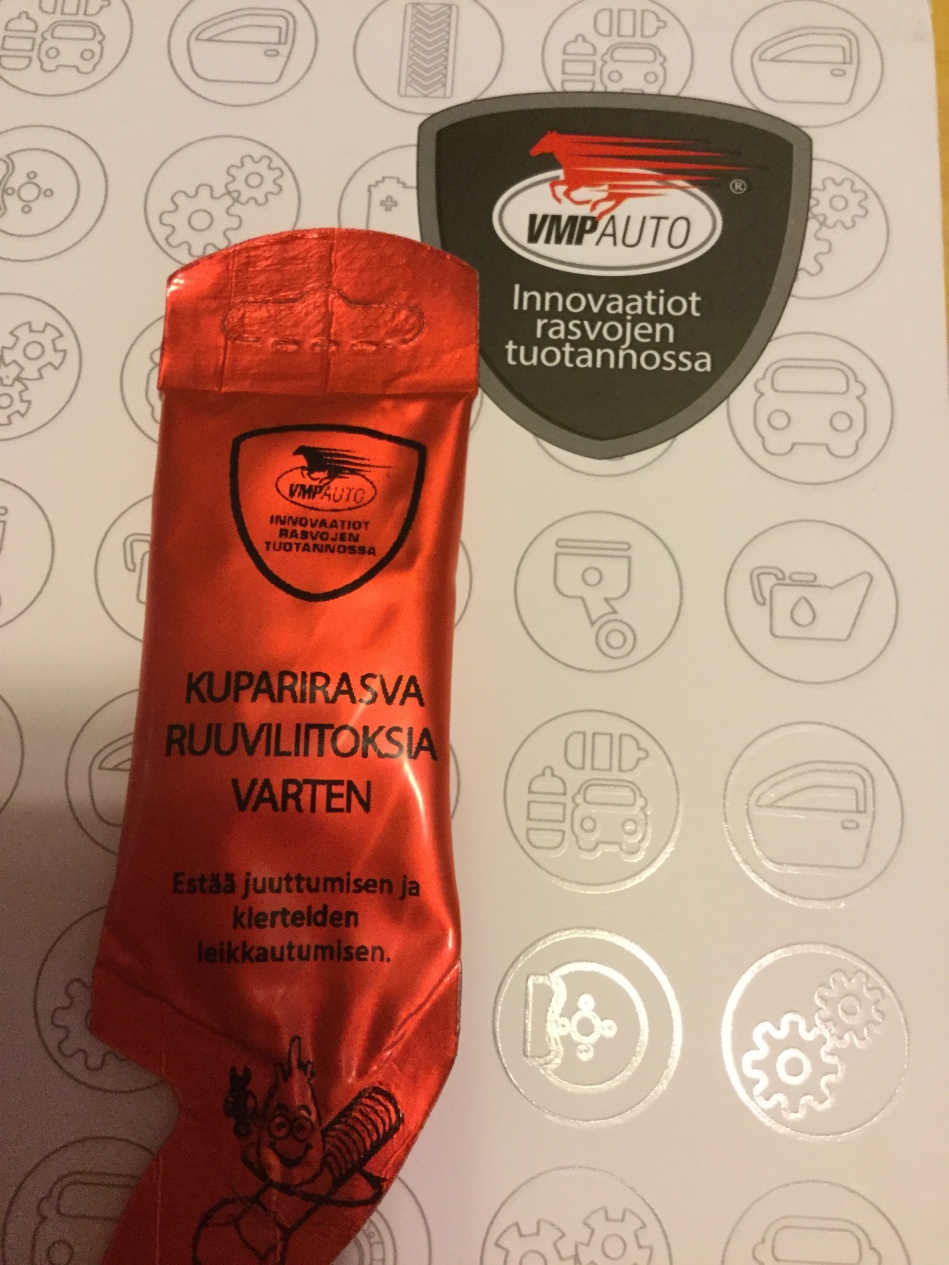 VMPAUTO ®
Innovaatiot
rasvojen
tuotannossa
VMPAUTO
INNOVAATIOT
RASVOJEN
TUOTANNOSSA
KUPARIRASVA
RUUVILIITOKSIA
VARTEN
Estää juuttumisen ja
kierteiden
leikkautumisen.